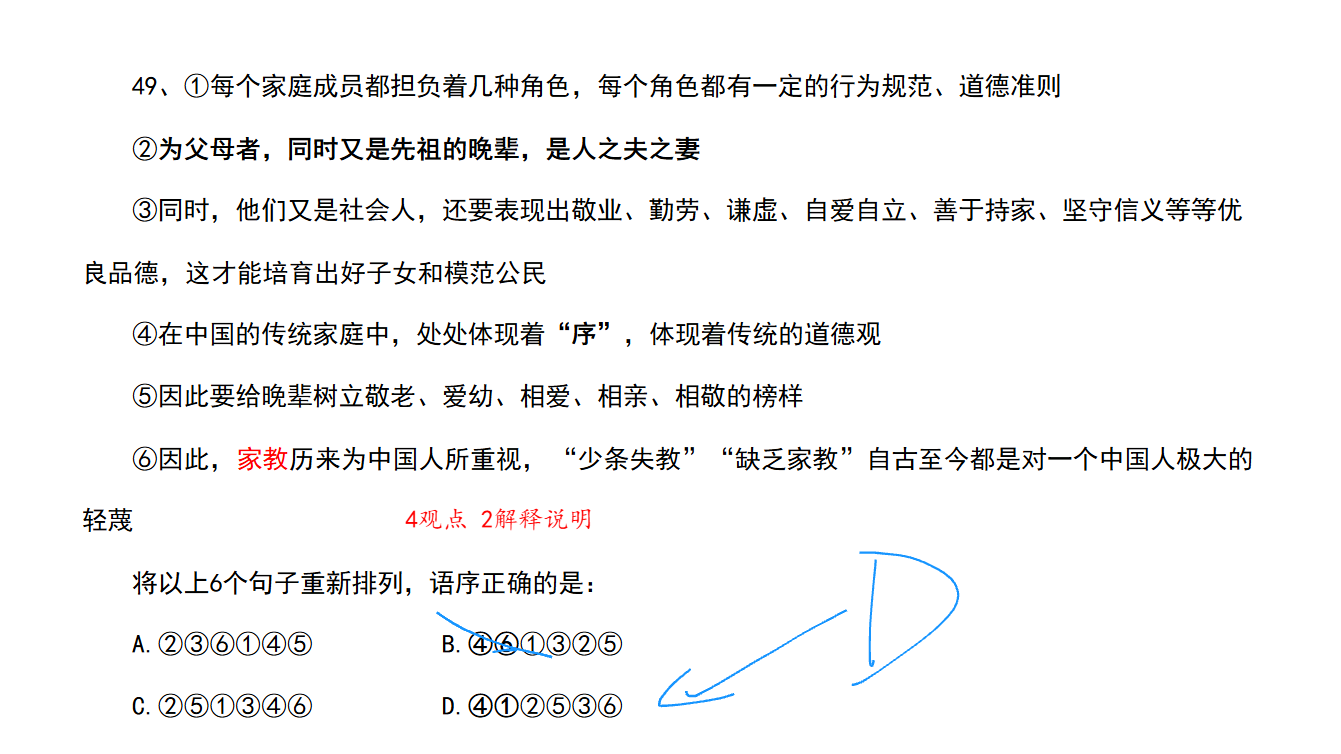 49、①每个家庭成员都担负着几种角色，每个角色都有一定的行为规范、道德准则
②为父母者，同时又是先祖的晚辈，是人之夫之妻
③同时，他们又是社会人，还要表现出敬业、勤劳、谦虚、自爱自立、善于持家、坚守信义等等优
良品德，这才能培育出好子女和模范公民
④在中国的传统家庭中，处处体现着“序”，体现着传统的道德观
⑤因此要给晚辈树立敬老、爱幼、相爱、相亲、相敬的榜样
⑥因此，家教历来为中国人所重视，“少条失教”“缺乏家教”自古至今都是对一个中国人极大的
轻蔑
4观点 2解释说明
将以上6个句子重新排列，语序正确的是：
A.②③⑥①④⑤ B.④⑥①③②⑤
C.②⑤①③④⑥ D.④①②⑤③⑥
D